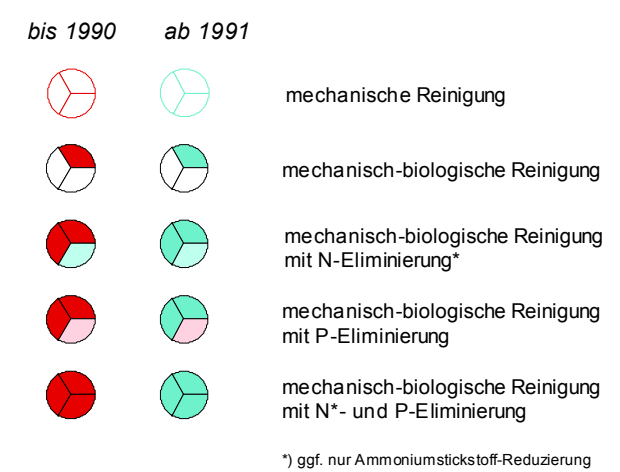 bis 1990 ab 1991
mechanische Reinigung
mechanisch-biologische Reinigung
mechanisch-biologische Reinigung
mit N-Eliminierung*
mechanisch-biologische Reinigung
mit P-Eliminierung
mechanisch-biologische Reinigung
mit N*- und P-Eliminierung
*) ggf. nur Ammoniumstickstoff-Reduzierung